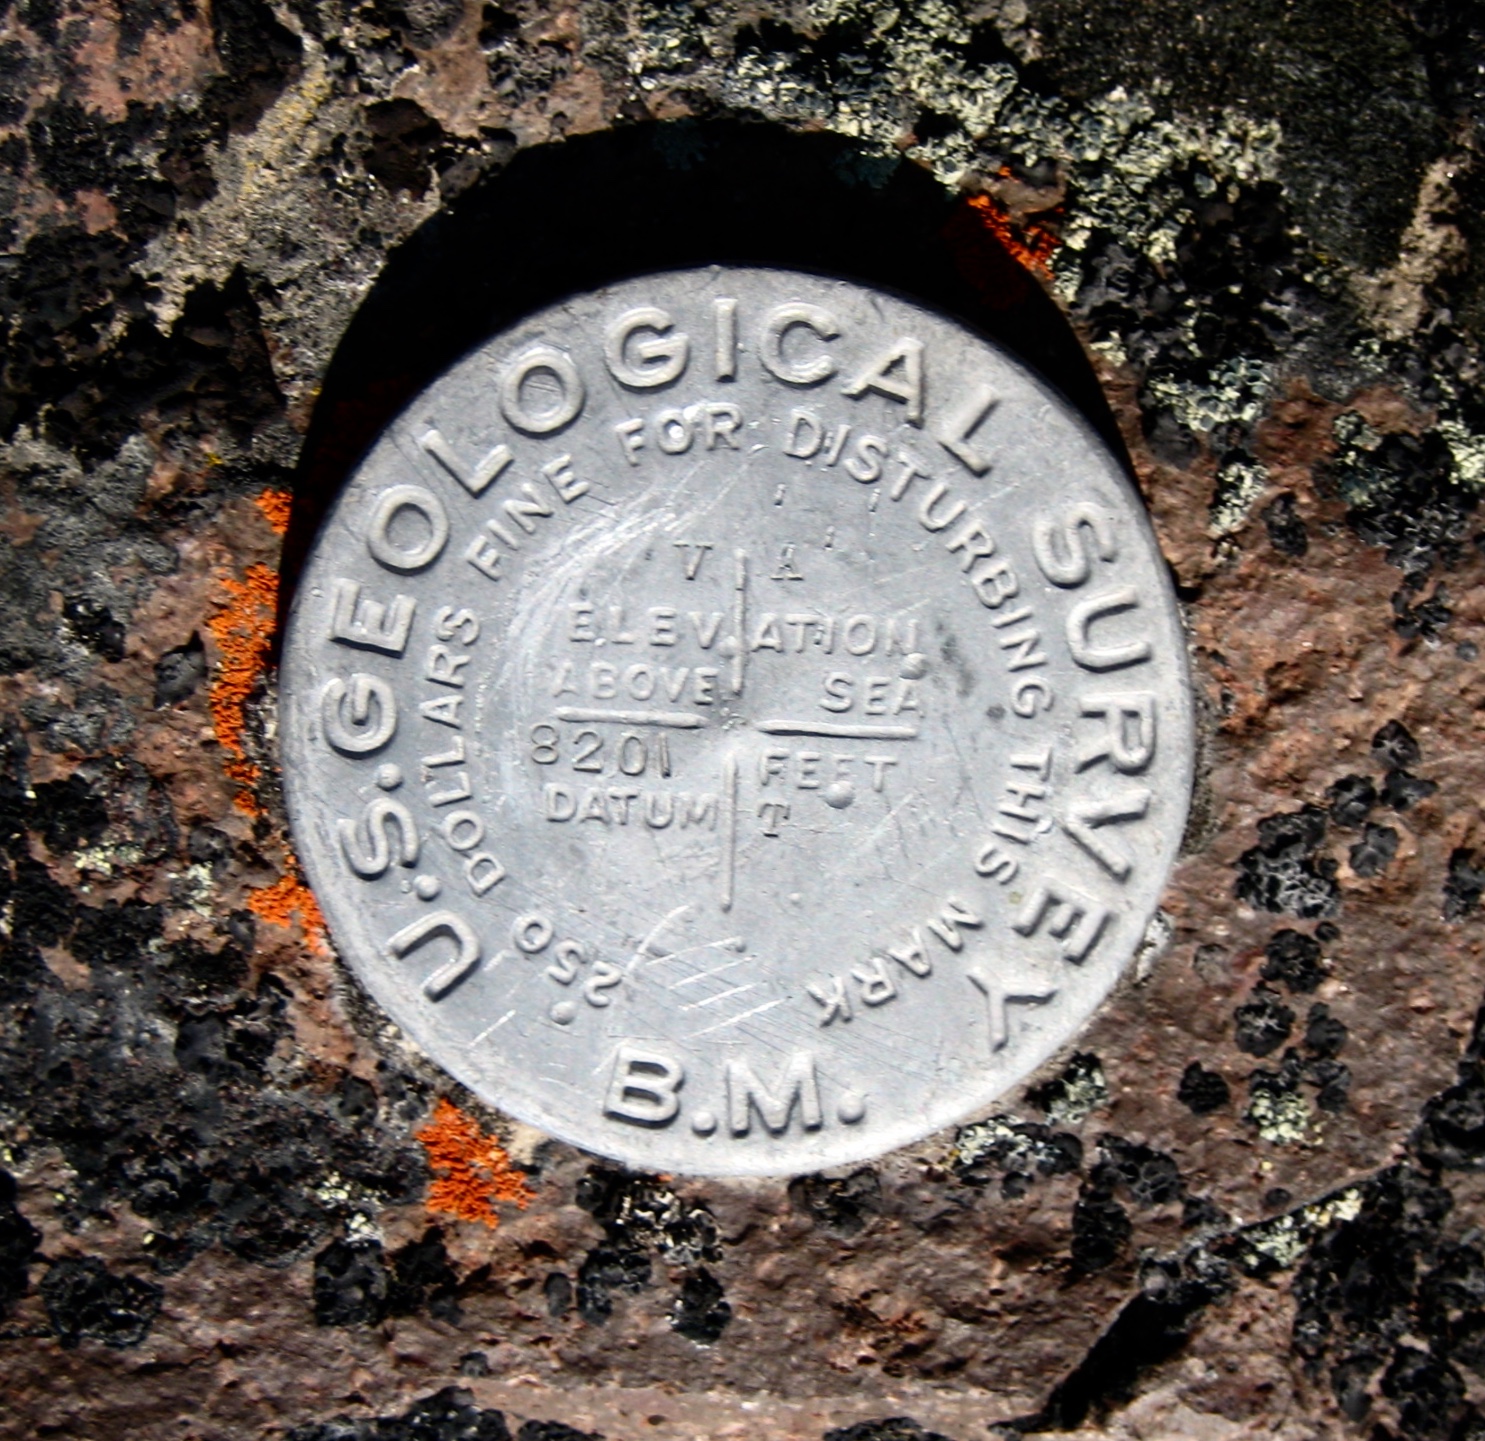 U.S. GEOLOGICAL SURVEY
250 DOLLARS FINE FOR DISTURBING THIS MARK
V A
ELEVATION
ABOVE SEA
8201 FEET
DATUM T
B.M.